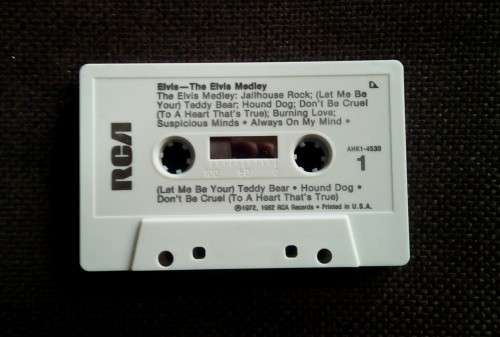 Elvis—The Elvis Medley
The Elvis Medley: Jailhouse Rock; (Let Me Be
Your) Teddy Bear; Hound Dog; Don't Be Cruel
(To A Heart That's True); Burning Love;
Suspicious Minds • Always On My Mind •
RCA
AHK1-4530
1
100 50 0
(Let Me Be Your) Teddy Bear • Hound Dog •
Don't Be Cruel (To A Heart That's True)
℗1972, 1982 RCA Records • Printed in U.S.A.